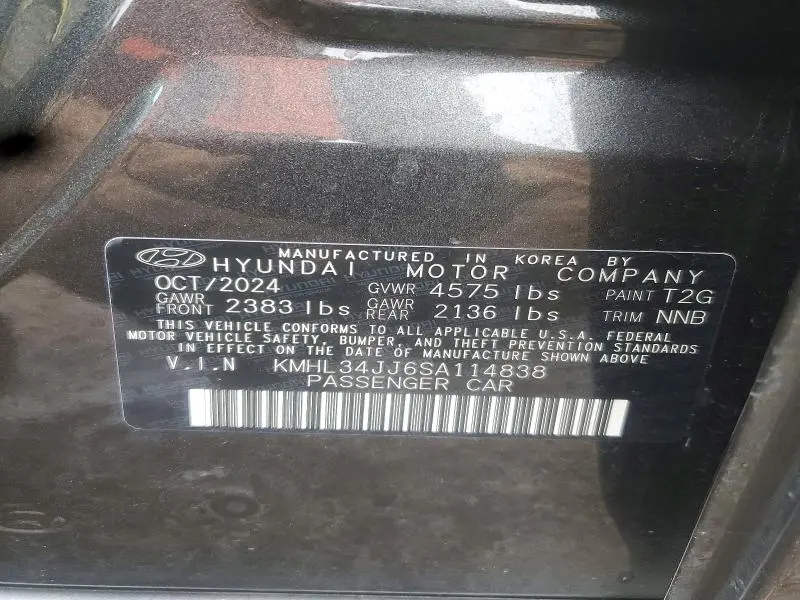 MANUFACTURED IN KOREA BY
HYUNDAI MOTOR COMPANY
OCT/2024 GVWR 4575 lbs PAINT T2G
GAWR FRONT 2383 lbs GAWR REAR 2136 lbs TRIM NNB
THIS VEHICLE CONFORMS TO ALL APPLICABLE U.S.A. FEDERAL
MOTOR VEHICLE SAFETY, BUMPER, AND THEFT PREVENTION STANDARDS
IN EFFECT ON THE DATE OF MANUFACTURE SHOWN ABOVE
V.I.N KMHL34JJ6SA114838
PASSENGER CAR